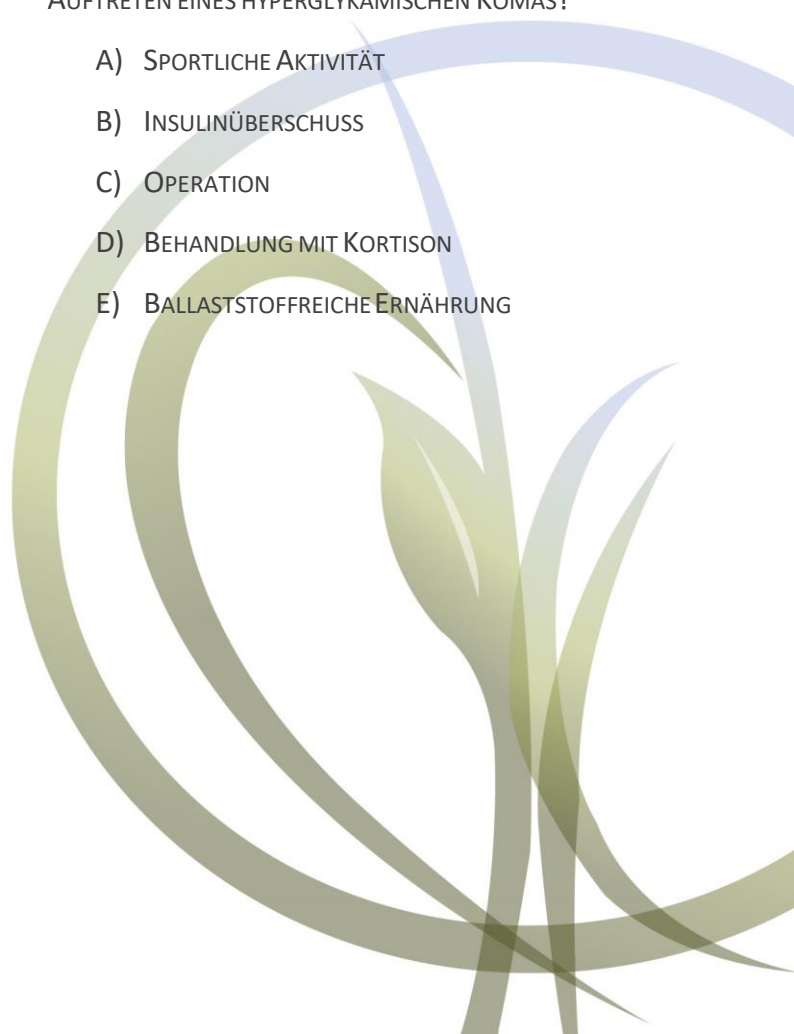 AUFTRETEN EINES HYPERGLYKÄMISCHEN KOMAS?
A) SPORTLICHE AKTIVITÄT
B) INSULINÜBERSCHUSS
C) OPERATION
D) BEHANDLUNG MIT KORTISON
E) BALLASTSTOFFREICHE ERNÄHRUNG